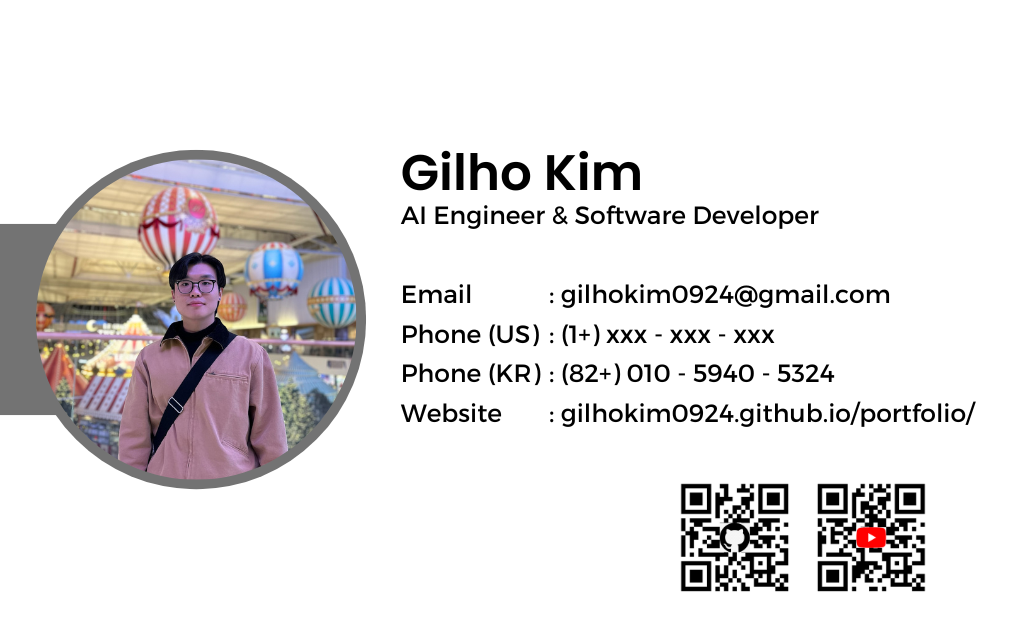 Gilho Kim
AI Engineer & Software Developer
Email : gilhokim0924@gmail.com
Phone (US) : (1+) xxx - xxx - xxx
Phone (KR) : (82+) 010 - 5940 - 5324
Website : gilhokim0924.github.io/portfolio/